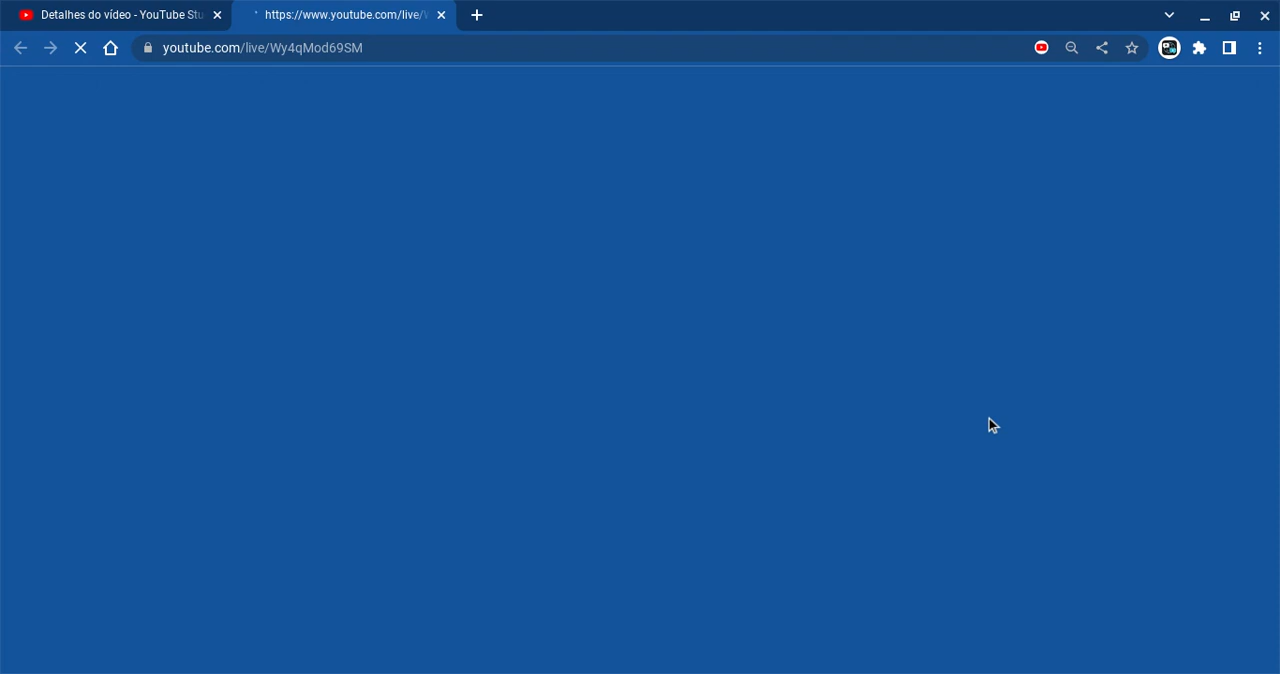 Detalhes do vídeo - YouTube Stu
https://www.youtube.com/live/W
youtube.com/live/Wy4qMod69SM